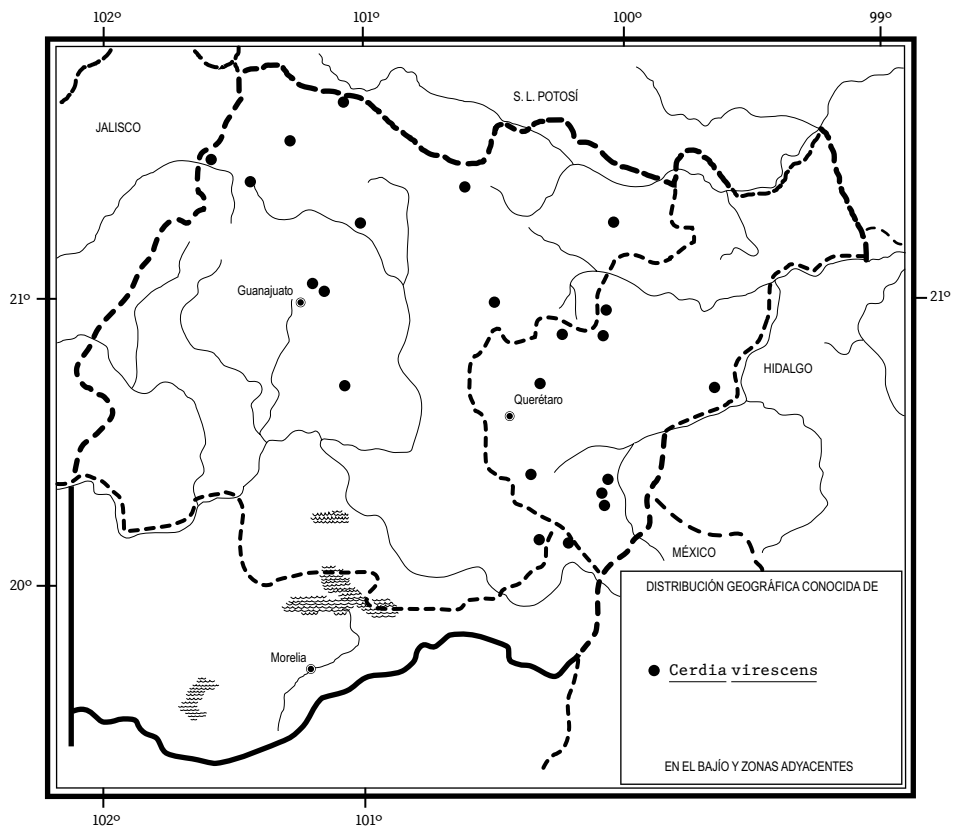 102º 101º 100º 99º
S. L. POTOSÍ
JALISCO
Guanajuato
21º 21º
HIDALGO
Querétaro
MÉXICO
20º
DISTRIBUCIÓN GEOGRÁFICA CONOCIDA DE
Morelia
Cerdia virescens
EN EL BAJÍO Y ZONAS ADYACENTES
102º 101º